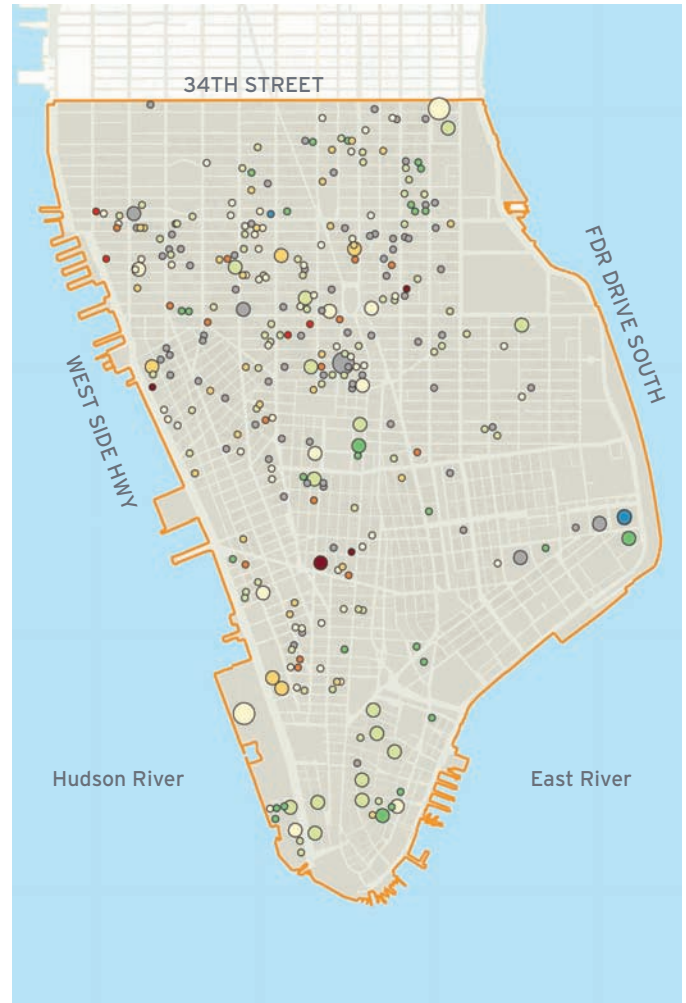 34TH STREET
FDR DRIVE SOUTH
WEST SIDE HWY
Hudson River
East River